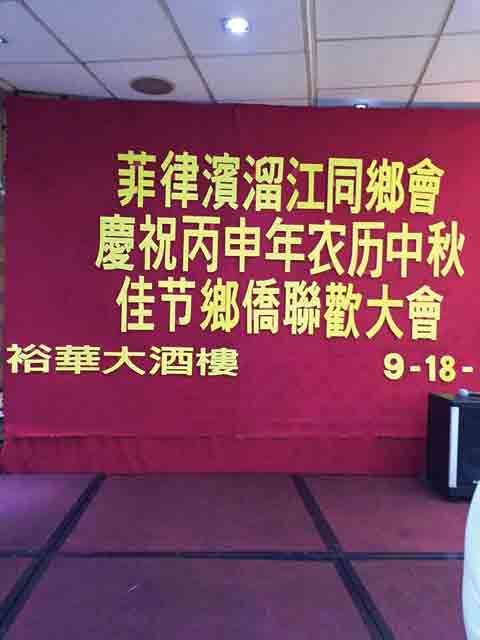 菲律濱溜江同鄉會
慶祝丙申年衣历中秋
佳节鄉僑聯歡大會
裕華大酒樓 9-18-